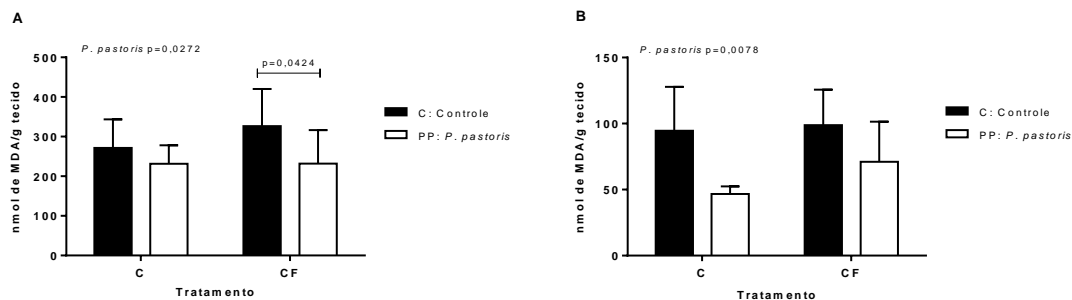 A
P. pastoris p=0,0272
p=0,0424
500
400
300
200
100
0
nmol de MDA/g tecido
C
CF
Tratamento
C: Controle
PP: P. pastoris
B
P. pastoris p=0,0078
150
100
50
0
nmol de MDA/g tecido
C
CF
Tratamento
C: Controle
PP: P. pastoris